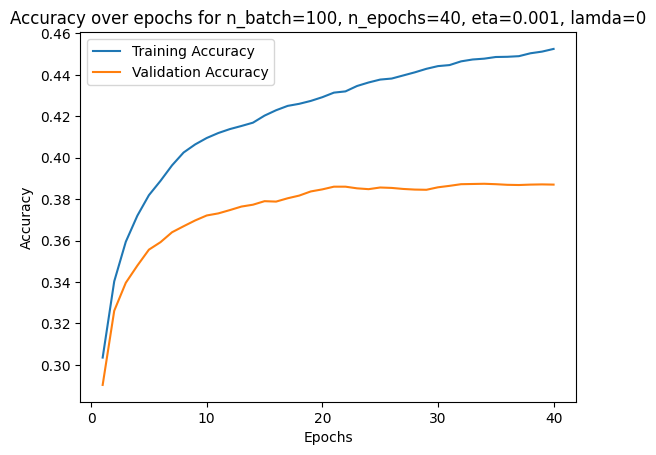 Accuracy over epochs for n_batch=100, n_epochs=40, eta=0.001, lamda=0
Training Accuracy
Validation Accuracy
Accuracy
0.46
0.44
0.42
0.40
0.38
0.36
0.34
0.32
0.30
0
10
20
30
40
Epochs